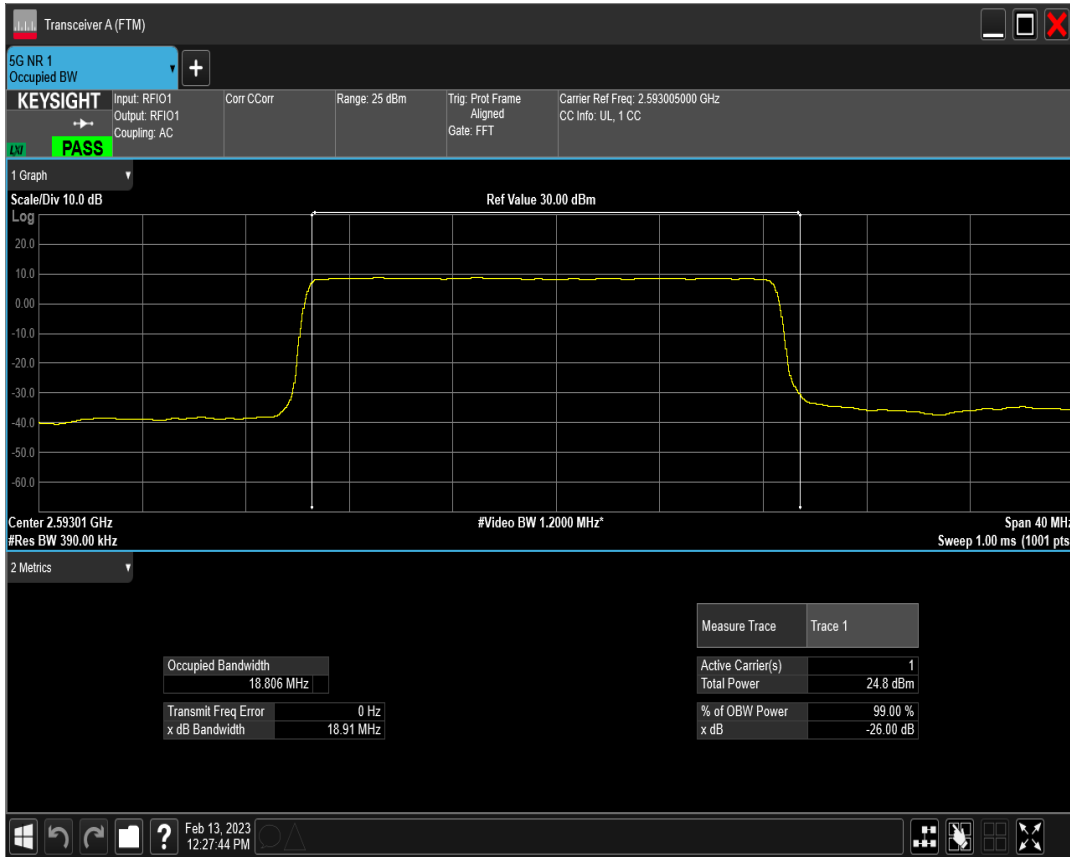 Transceiver A (FTM)
5G NR 1
Occupied BW
+
KEYSIGHT
LXI
PASS
Input: RFIO1
Output: RFIO1
Coupling: AC
Corr CCorr
Range: 25 dBm
Trig: Prot Frame
Aligned
Gate: FFT
Carrier Ref Freq: 2.593005000 GHz
CC Info: UL, 1 CC
1 Graph
Scale/Div 10.0 dB
Ref Value 30.00 dBm
Log
20.0
10.0
0.00
-10.0
-20.0
-30.0
-40.0
-50.0
-60.0
Center 2.59301 GHz
#Video BW 1.2000 MHz*
Span 40 MHz
#Res BW 390.00 kHz
Sweep 1.00 ms (1001 pts
2 Metrics
Measure Trace Trace 1
Occupied Bandwidth
18.806 MHz
Active Carrier(s) 1
Total Power 24.8 dBm
Transmit Freq Error 0 Hz
x dB Bandwidth 18.91 MHz
% of OBW Power 99.00 %
x dB -26.00 dB
?
Feb 13, 2023
12:27:44 PM